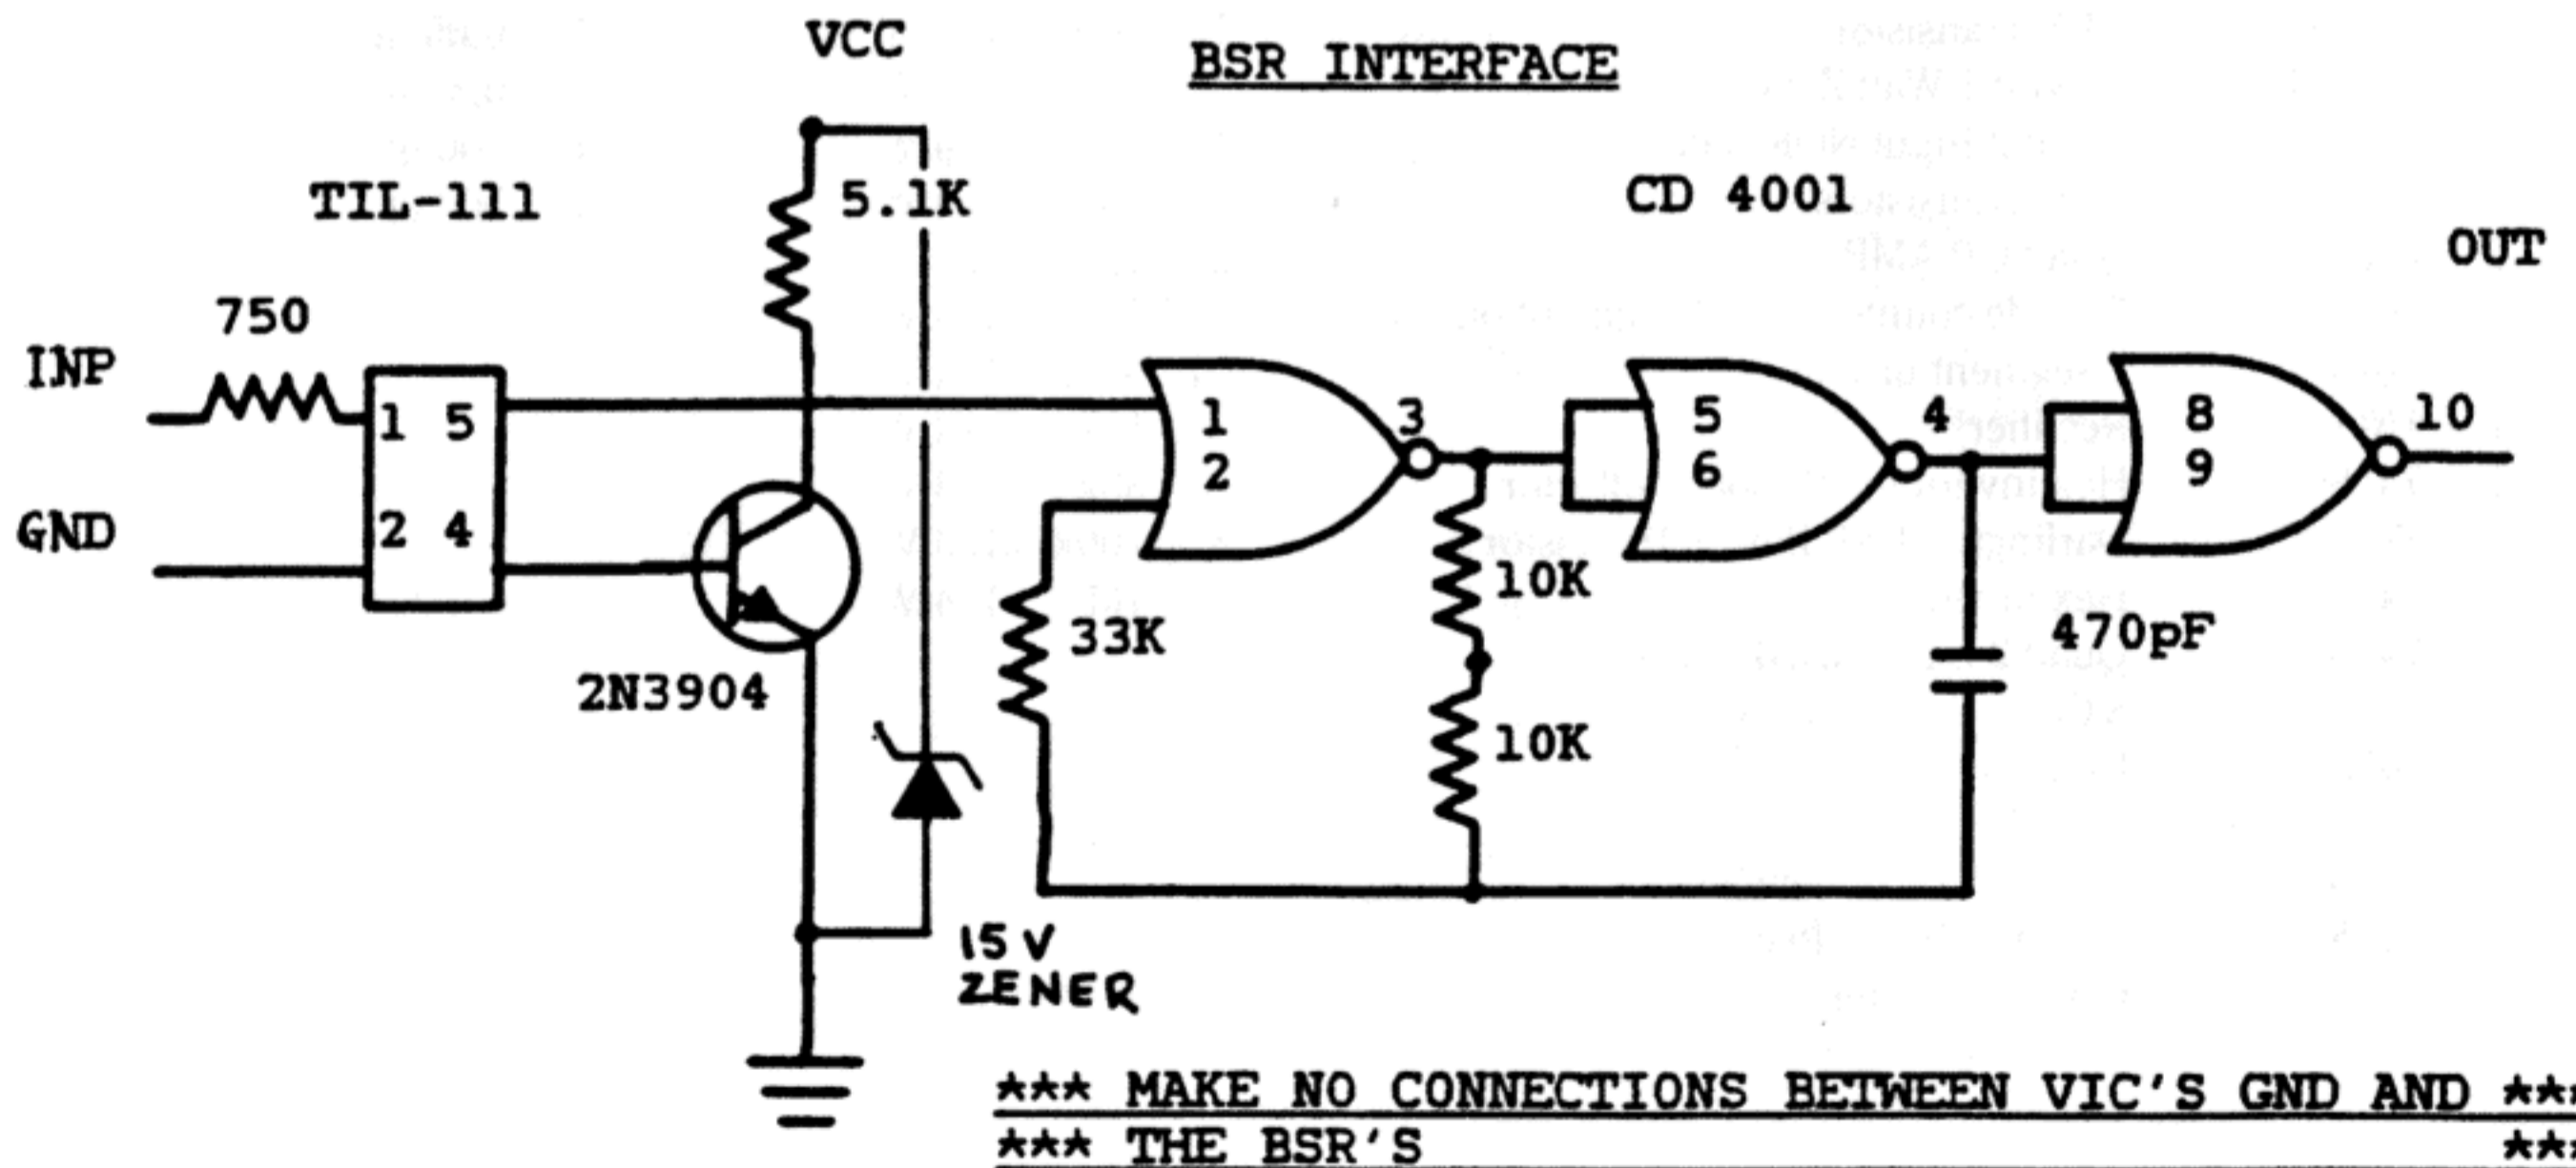 VCC
BSR INTERFACE
TIL-111
5.1K
CD 4001
OUT
750
INP
1 5
1
2
3
5
6
4
8
9
10
GND
2 4
10K
33K
470pF
2N3904
10K
15 V
ZENER
*** MAKE NO CONNECTIONS BETWEEN VIC'S GND AND ***
*** THE BSR'S ***